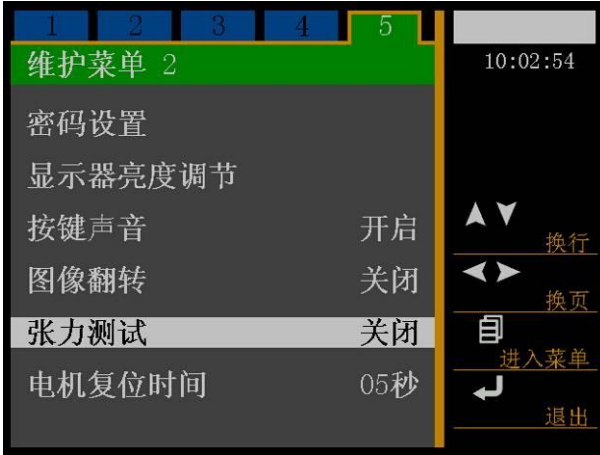 1 2 3 4 5
维护菜单 2
10:02:54
密码设置
显示器亮度调节
按键声音 开启
图像翻转 关闭
张力测试 关闭
电机复位时间 05秒
换行
换页
进入菜单
退出